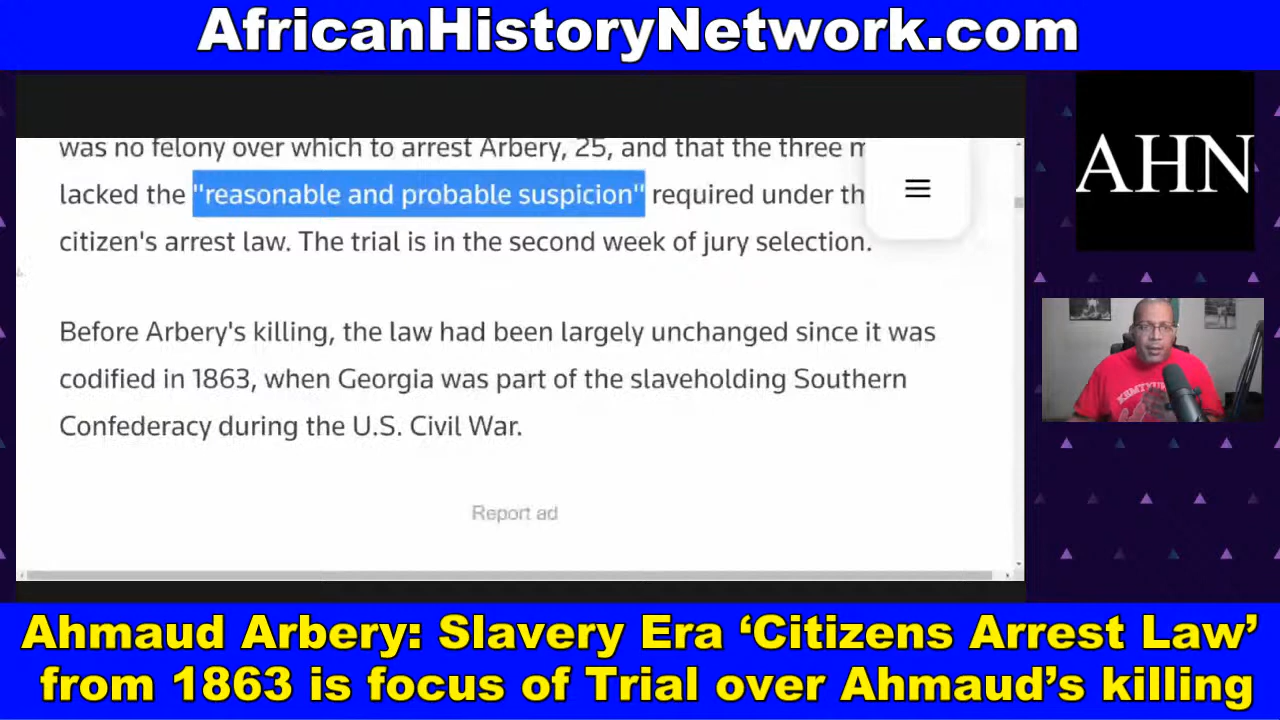 AfricanHistoryNetwork.com
was no felony over which to arrest Arbery, 25, and that the three m
lacked the "reasonable and probable suspicion" required under th
citizen's arrest law. The trial is in the second week of jury selection.
Before Arbery's killing, the law had been largely unchanged since it was
codified in 1863, when Georgia was part of the slaveholding Southern
Confederacy during the U.S. Civil War.
Report ad
AHN
Ahmaud Arbery: Slavery Era ‘Citizens Arrest Law’
from 1863 is focus of Trial over Ahmaud’s killing